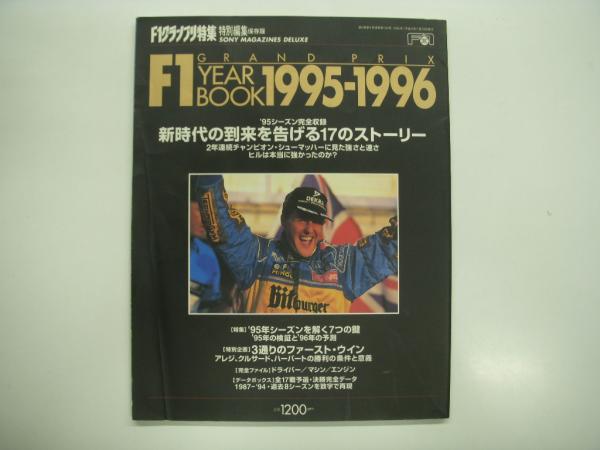 F1グランプリ特集 特別編集保存版
SONY MAGAZINES DELUXE
GRAND PRIX
F1 YEAR BOOK 1995-1996
'95シーズン完全収録
新時代の到来を告げる17のストーリー
2年連続チャンピオン・シューマッハーに見た強さと速さ
ヒルは本当に強かったのか?
DEKRA
Bitburger
[特集] '95年シーズンを解く7つの鍵
'95年の検証と'96年の予測
[特別企画] 3通りのファースト・ウイン
アレジ、クルサード、ハーバートの勝利の条件と意義
[完全ファイル] ドライバー/マシン/エンジン
[データボックス] 全17戦予選・決勝完全データ
1987-'94・過去8シーズンを数字で再現
定価 1200円